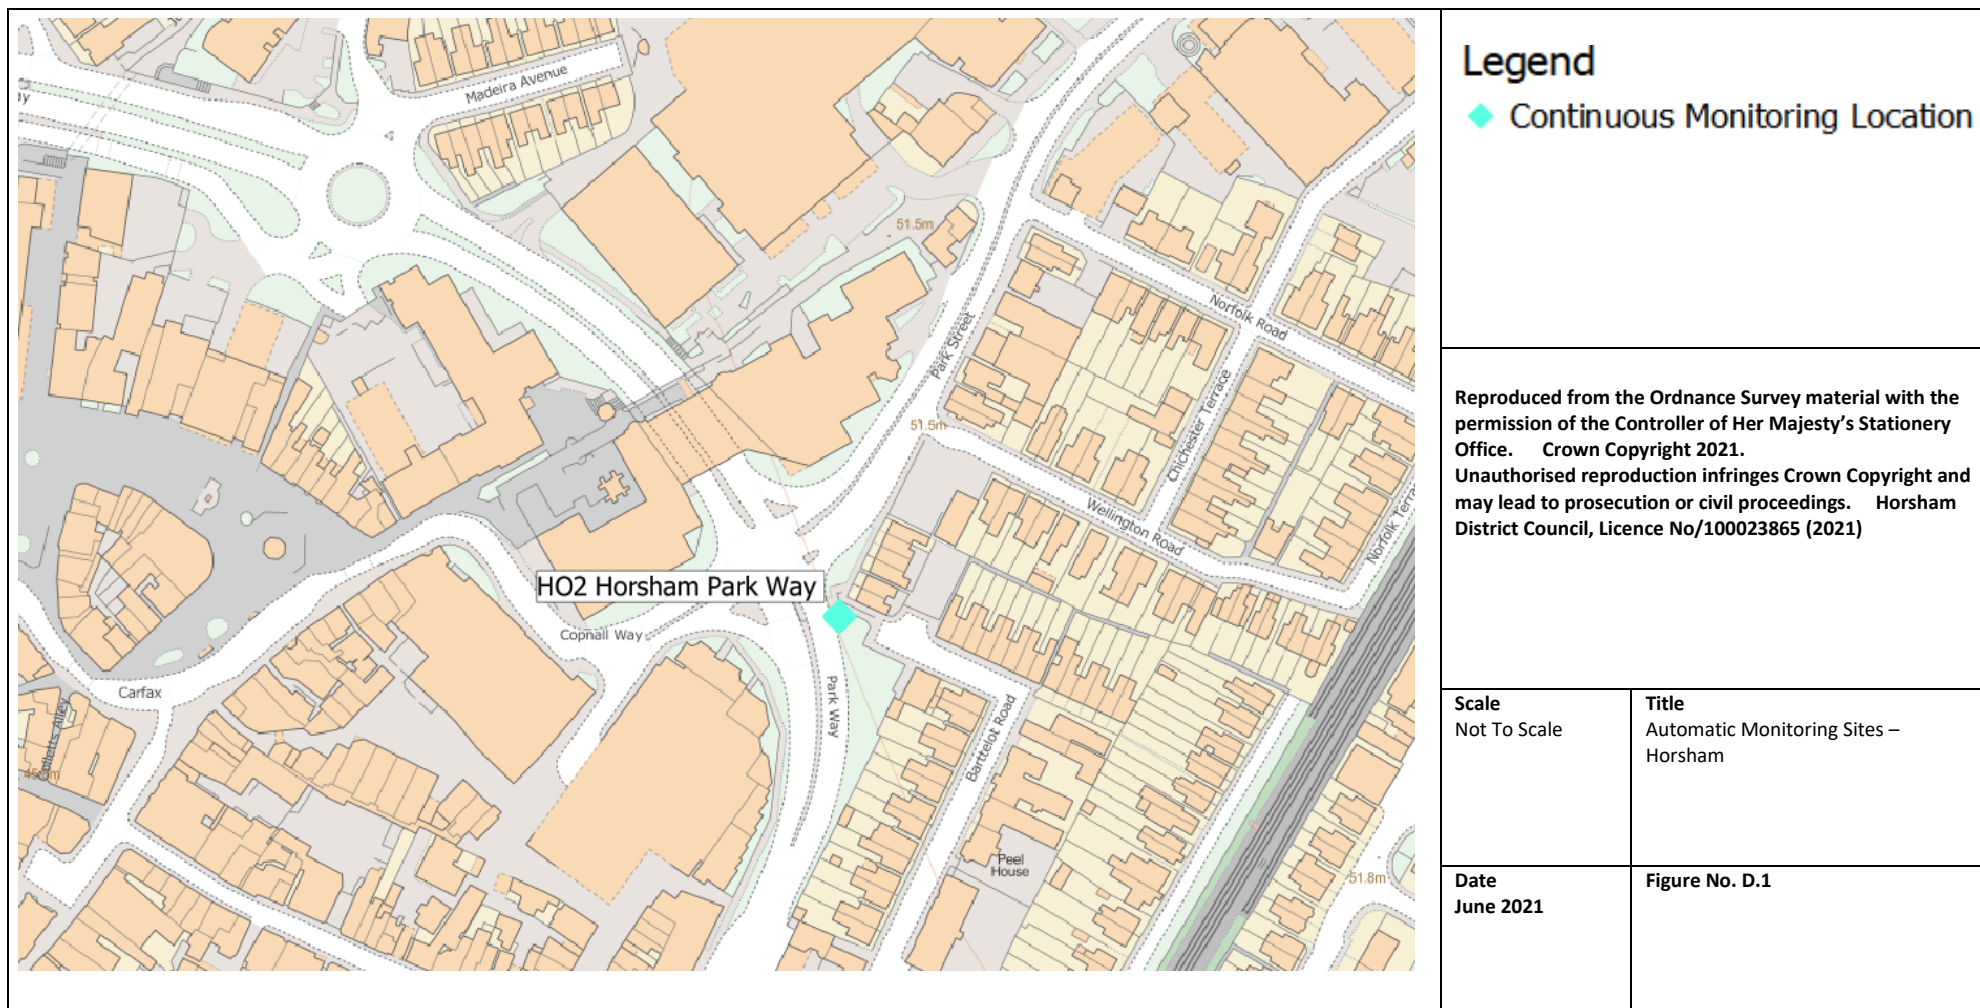 Madeira Avenue
51.5m
Norfolk Road
Park Street
Chichester Terrace
51.5m
Wellington Road
HO2 Horsham Park Way
Copnall Way
Carfax
Park Way
Bartelot Road
Peel
House
51.8m
Legend
Continuous Monitoring Location
Reproduced from the Ordnance Survey material with the
permission of the Controller of Her Majesty’s Stationery
Office. Crown Copyright 2021.
Unauthorised reproduction infringes Crown Copyright and
may lead to prosecution or civil proceedings. Horsham
District Council, Licence No/100023865 (2021)
Scale
Not To Scale
Title
Automatic Monitoring Sites –
Horsham
Date
June 2021
Figure No. D.1